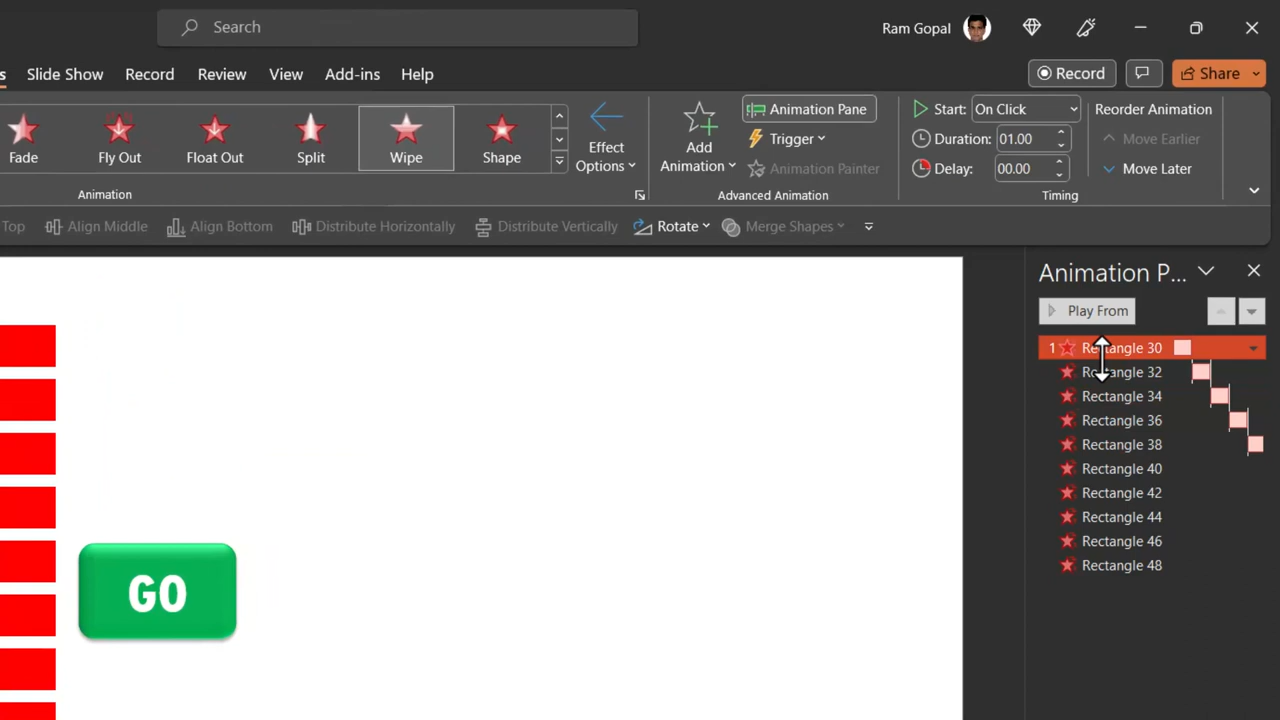 Search
Ram Gopal
s Slide Show Record Review View Add-ins Help
Record
Share
Fade
Fly Out
Float Out
Split
Wipe
Shape
Effect
Options
Add
Animation
Animation Pane
Trigger
Animation Painter
Start: On Click
Duration: 01.00
Delay: 00.00
Reorder Animation
Move Earlier
Move Later
Animation
Advanced Animation
Timing
Top Align Middle Align Bottom Distribute Horizontally Distribute Vertically Rotate Merge Shapes
Animation P...
Play From
1 Rectangle 30
Rectangle 32
Rectangle 34
Rectangle 36
Rectangle 38
Rectangle 40
Rectangle 42
Rectangle 44
Rectangle 46
Rectangle 48
GO